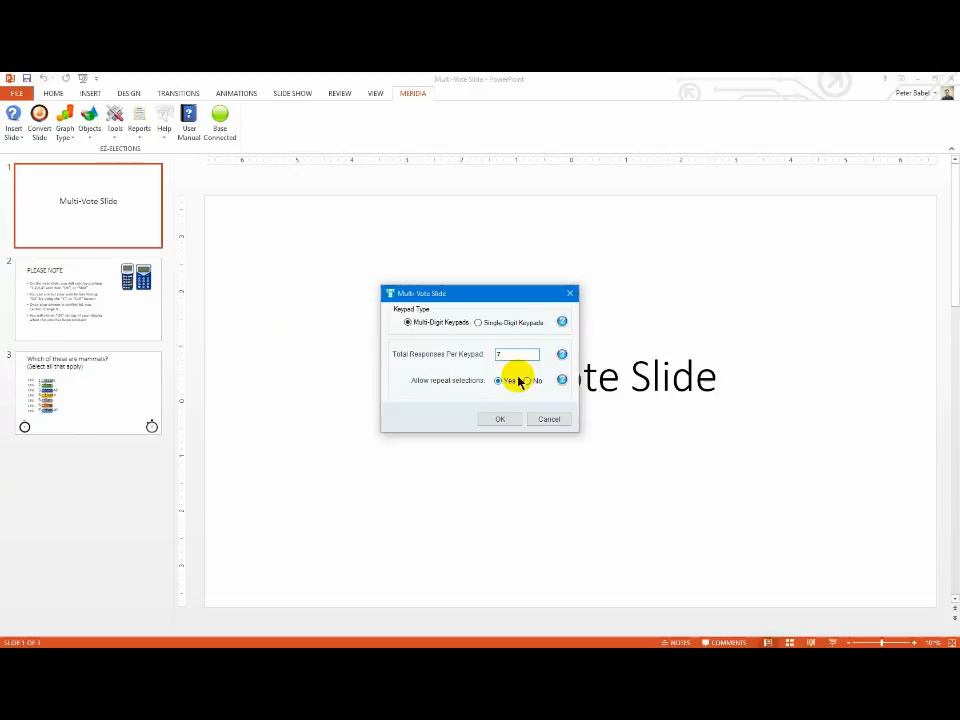 Multi-Vote Slide - PowerPoint
FILE HOME INSERT DESIGN TRANSITIONS ANIMATIONS SLIDE SHOW REVIEW VIEW MERIDIA
Peter Babel
Insert Slide
Convert Slide
Graph Type
Objects
Tools
Reports
Help
User Manual
Base Connected
EZ-ELECTIONS
1
Multi-Vote Slide
2
PLEASE NOTE
3
Which of these are mammals?
(Select all that apply)
Multi-Vote Slide
Keypad Type
Multi-Digit Keypads Single-Digit Keypads
Total Responses Per Keypad: 7
Allow repeat selections: Yes No
OK Cancel
te Slide
SLIDE 1 OF 3
NOTES COMMENTS 101%